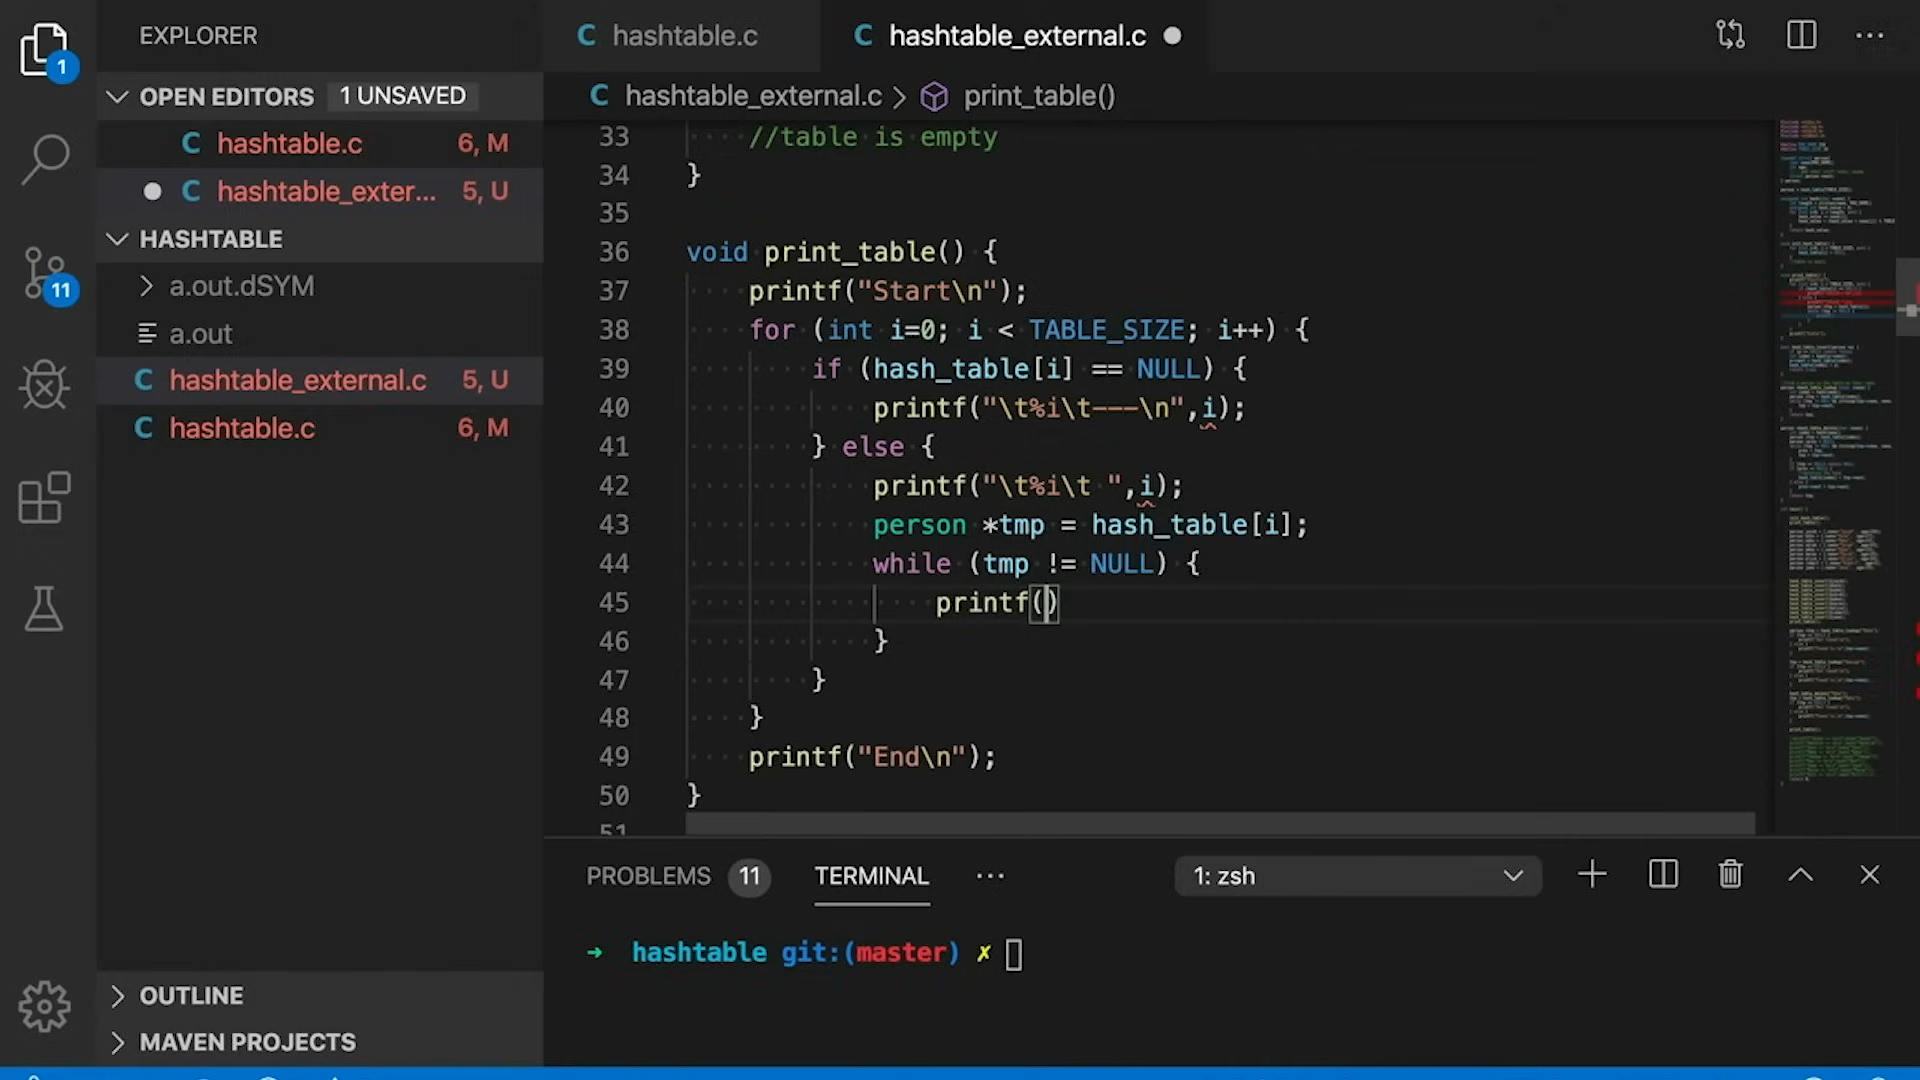 EXPLORER
hashtable.c
hashtable_external.c
1
OPEN EDITORS 1 UNSAVED
hashtable_external.c > print_table()
hashtable.c 6, M
hashtable_exter... 5, U
HASHTABLE
a.out.dSYM
11
a.out
hashtable_external.c 5, U
hashtable.c 6, M
33 //table is empty
34 }
35
36 void print_table() {
37 printf("Start\n");
38 for (int i=0; i < TABLE_SIZE; i++) {
39 if (hash_table[i] == NULL) {
40 printf("\t%i\t---\n",i);
41 } else {
42 printf("\t%i\t ",i);
43 person *tmp = hash_table[i];
44 while (tmp != NULL) {
45 printf()
46 }
47 }
48 }
49 printf("End\n");
50 }
51
PROBLEMS 11 TERMINAL ··· 1: zsh
→ hashtable git:(master) ✗
OUTLINE
MAVEN PROJECTS